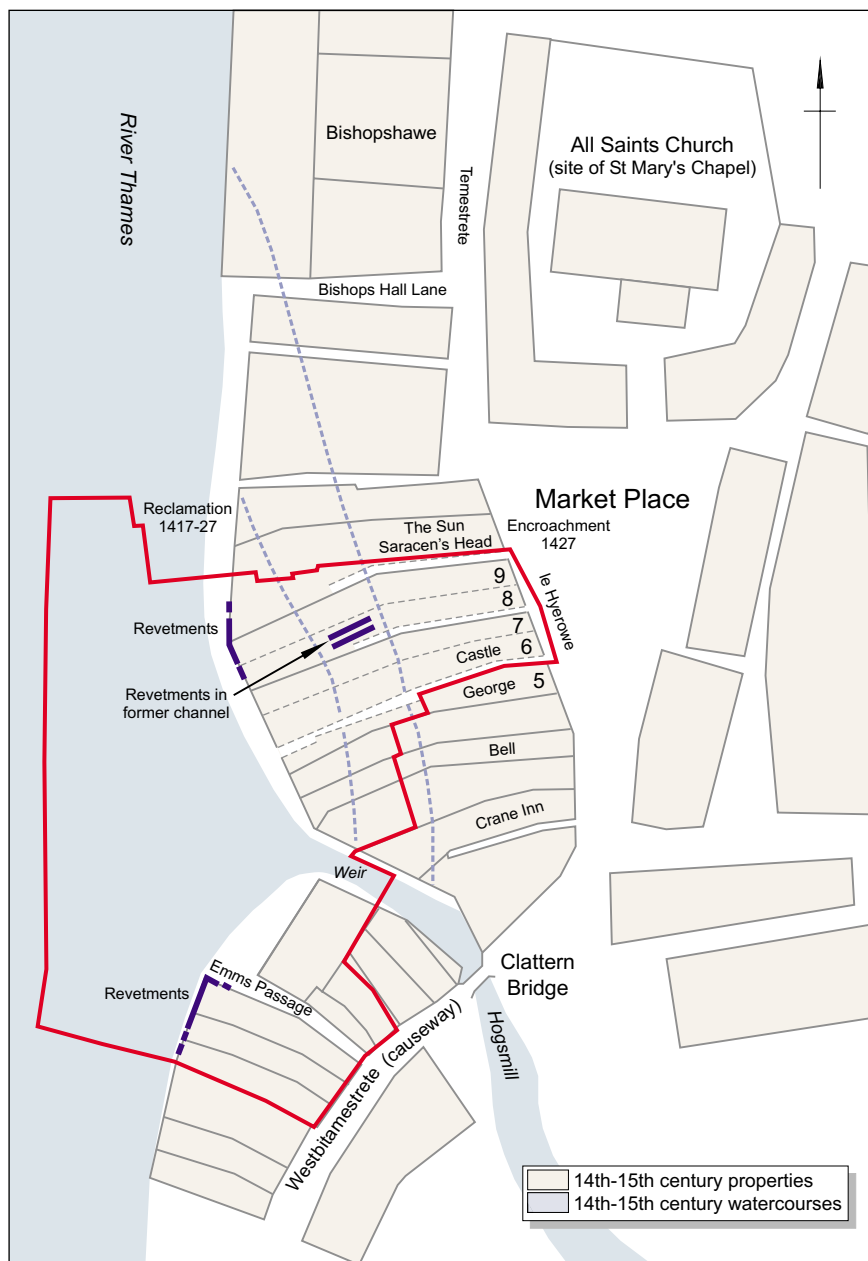 River Thames
Bishopshawe
Temestrete
All Saints Church
(site of St Mary's Chapel)
Bishops Hall Lane
Market Place
Reclamation
1417-27
The Sun
Saracen's Head
Encroachment
1427
le Hyerowe
9
8
7
6
Castle
George 5
Revetments
Revetments in
former channel
Bell
Crane Inn
Weir
Clattern
Bridge
Revetments
Emms Passage
Hogsmill
Westbitamestrete (causeway)
14th-15th century properties
14th-15th century watercourses